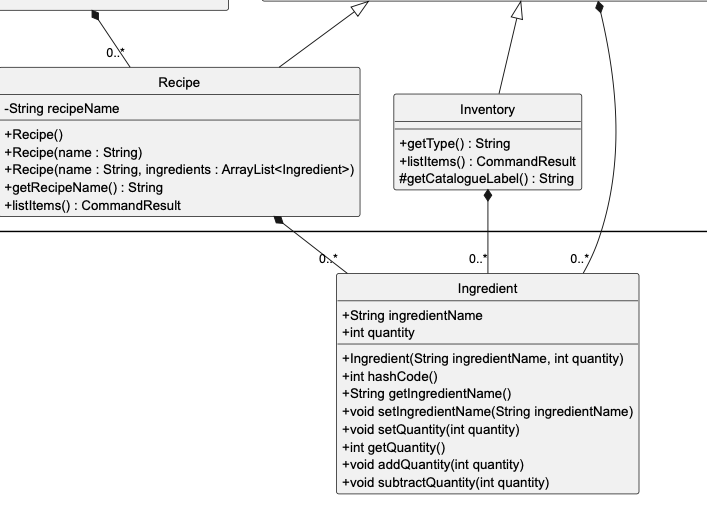 0..*
Recipe
-String recipeName
+Recipe()
+Recipe(name : String)
+Recipe(name : String, ingredients : ArrayList<Ingredient>)
+getRecipeName() : String
+listItems() : CommandResult
Inventory
+getType() : String
+listItems() : CommandResult
#getCatalogueLabel() : String
0..*
0..*
0..*
Ingredient
+String ingredientName
+int quantity
+Ingredient(String ingredientName, int quantity)
+int hashCode()
+String getIngredientName()
+void setIngredientName(String ingredientName)
+void setQuantity(int quantity)
+int getQuantity()
+void addQuantity(int quantity)
+void subtractQuantity(int quantity)